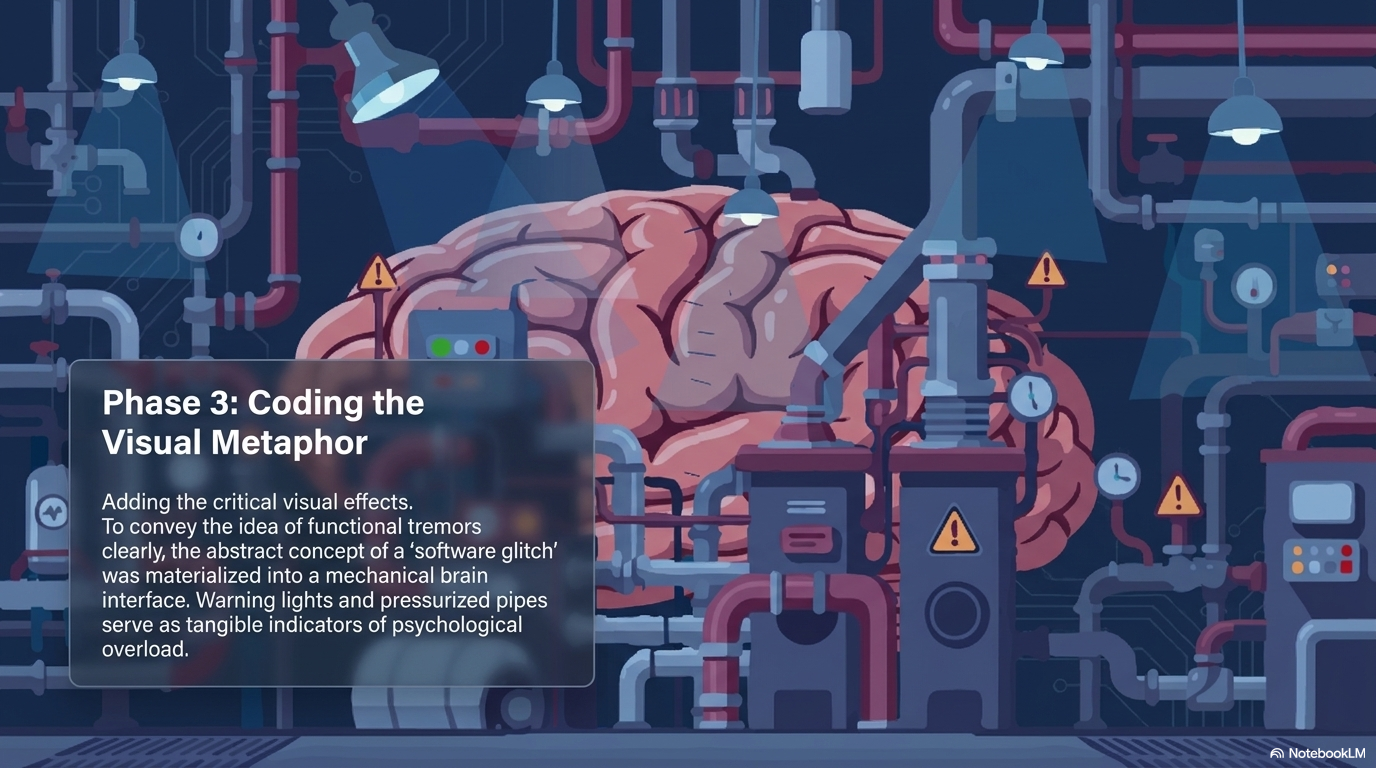 Phase 3: Coding the
Visual Metaphor
Adding the critical visual effects.
To convey the idea of functional tremors
clearly, the abstract concept of a ‘software glitch’
was materialized into a mechanical brain
interface. Warning lights and pressurized pipes
serve as tangible indicators of psychological
overload.
NotebookLM